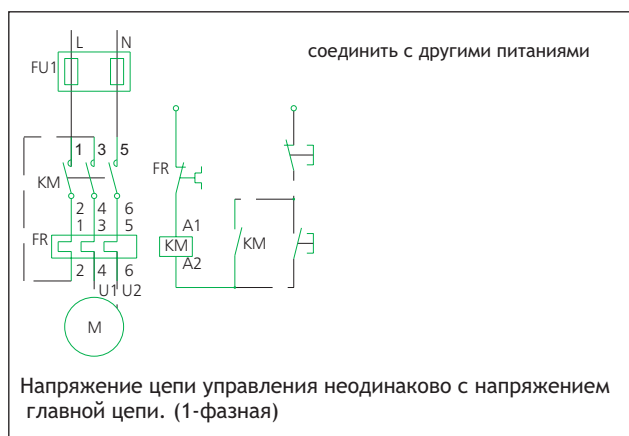 L N
соединить с другими питаниями
FU1
1 3 5
KM
FR
2 4 6
1 3 5
A1
FR
KM
KM
A2
2 4 6
U1 U2
M
Напряжение цепи управления неодинаково с напряжением
главной цепи. (1-фазная)